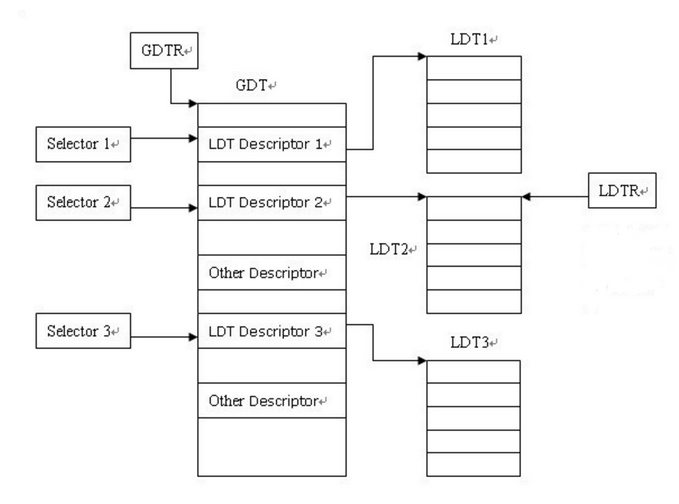 LDT1
GDTR
GDT
Selector 1
LDT Descriptor 1
Selector 2
LDT Descriptor 2
LDTR
LDT2
Other Descriptor
Selector 3
LDT Descriptor 3
LDT3
Other Descriptor